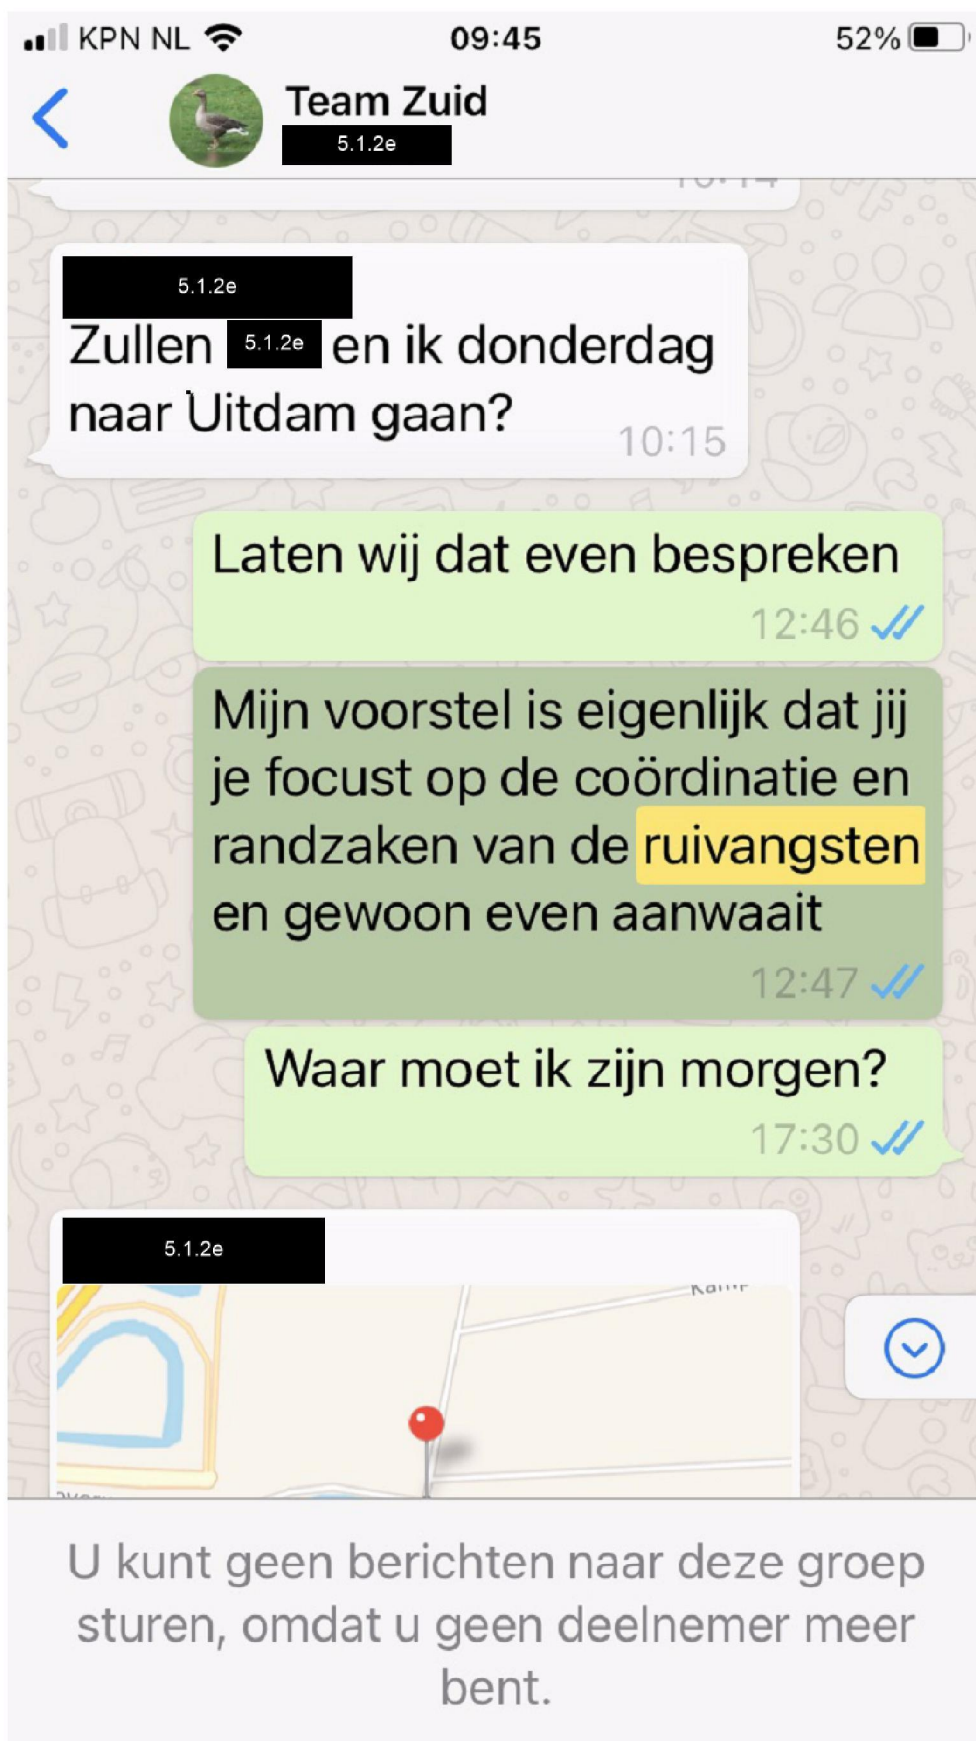 KPN NL 09:45 52%
Team Zuid
5.1.2e
5.1.2e
Zullen 5.1.2e en ik donderdag
naar Uitdam gaan?
10:15
Laten wij dat even bespreken
12:46
Mijn voorstel is eigenlijk dat jij
je focust op de coördinatie en
randzaken van de ruivangsten
en gewoon even aanwaait
12:47
Waar moet ik zijn morgen?
17:30
5.1.2e
U kunt geen berichten naar deze groep
sturen, omdat u geen deelnemer meer
bent.